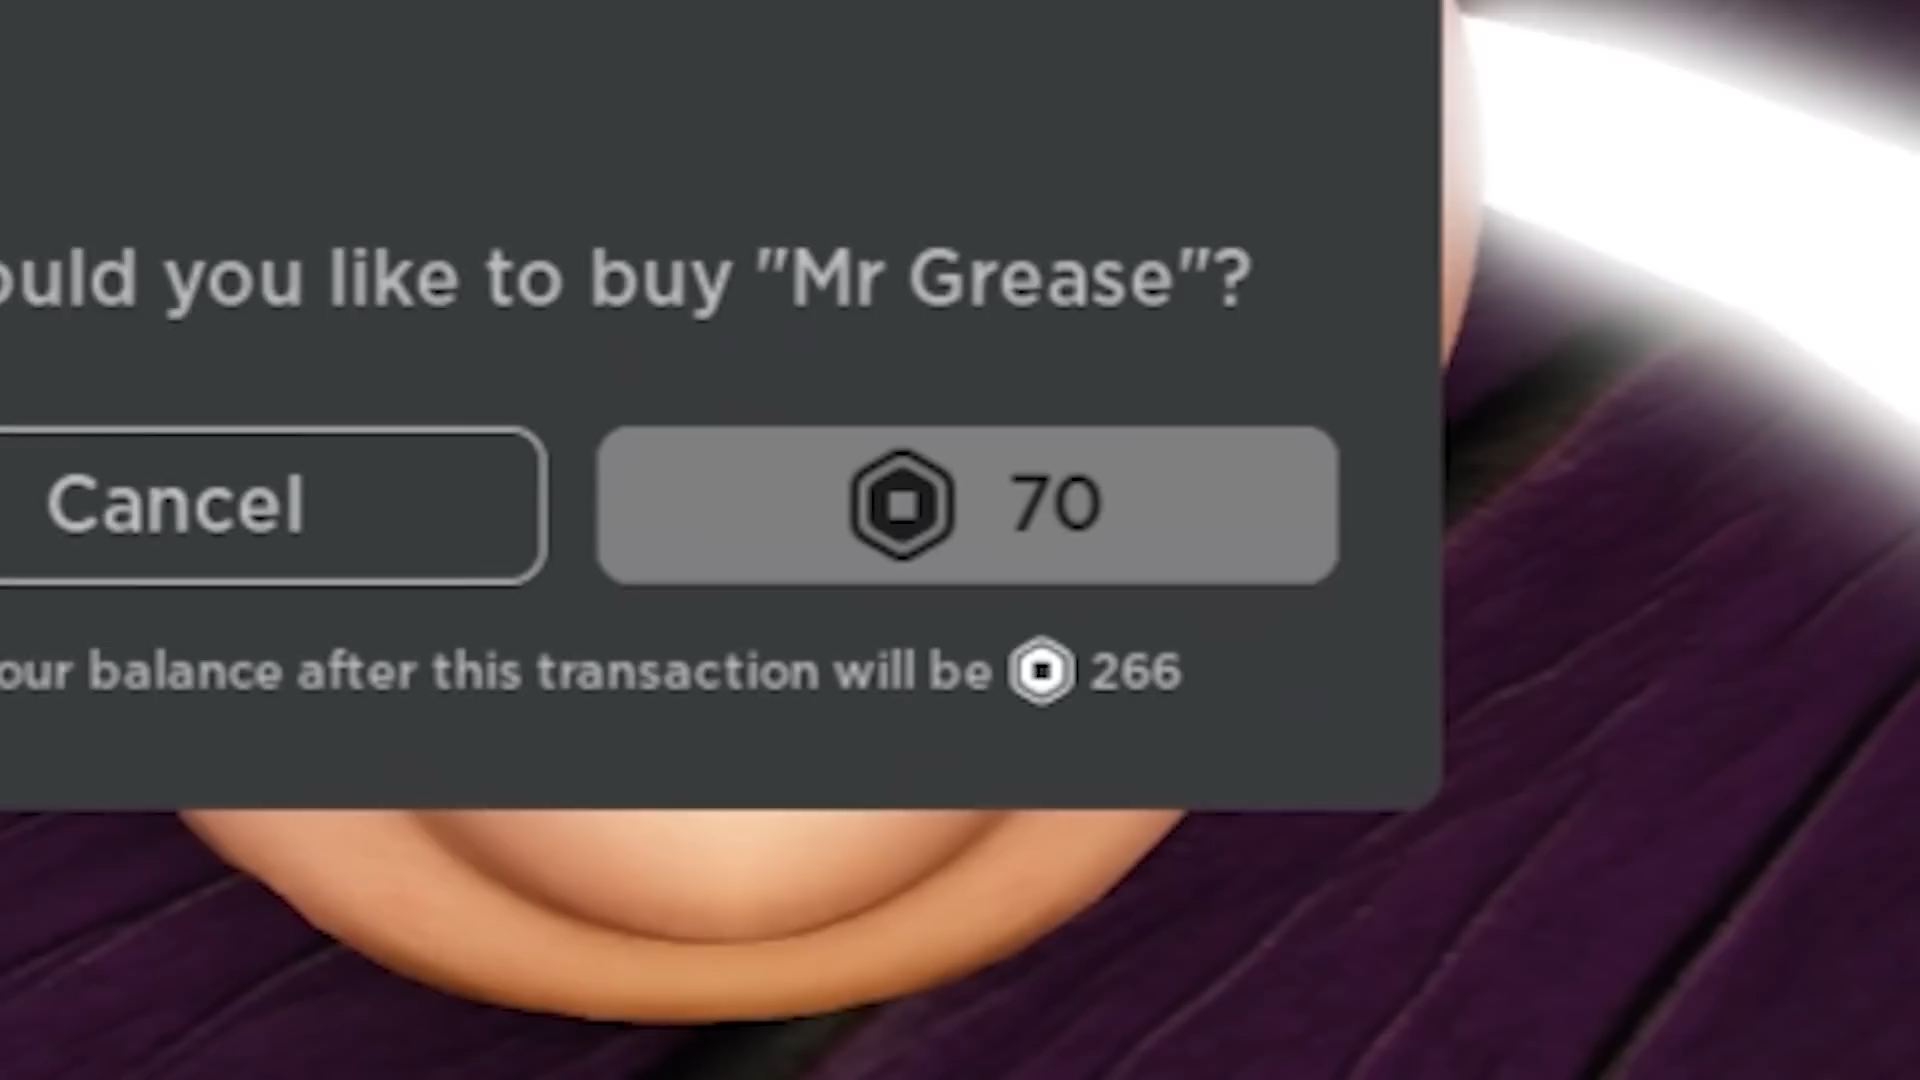 ould you like to buy "Mr Grease"?
Cancel
70
our balance after this transaction will be 266